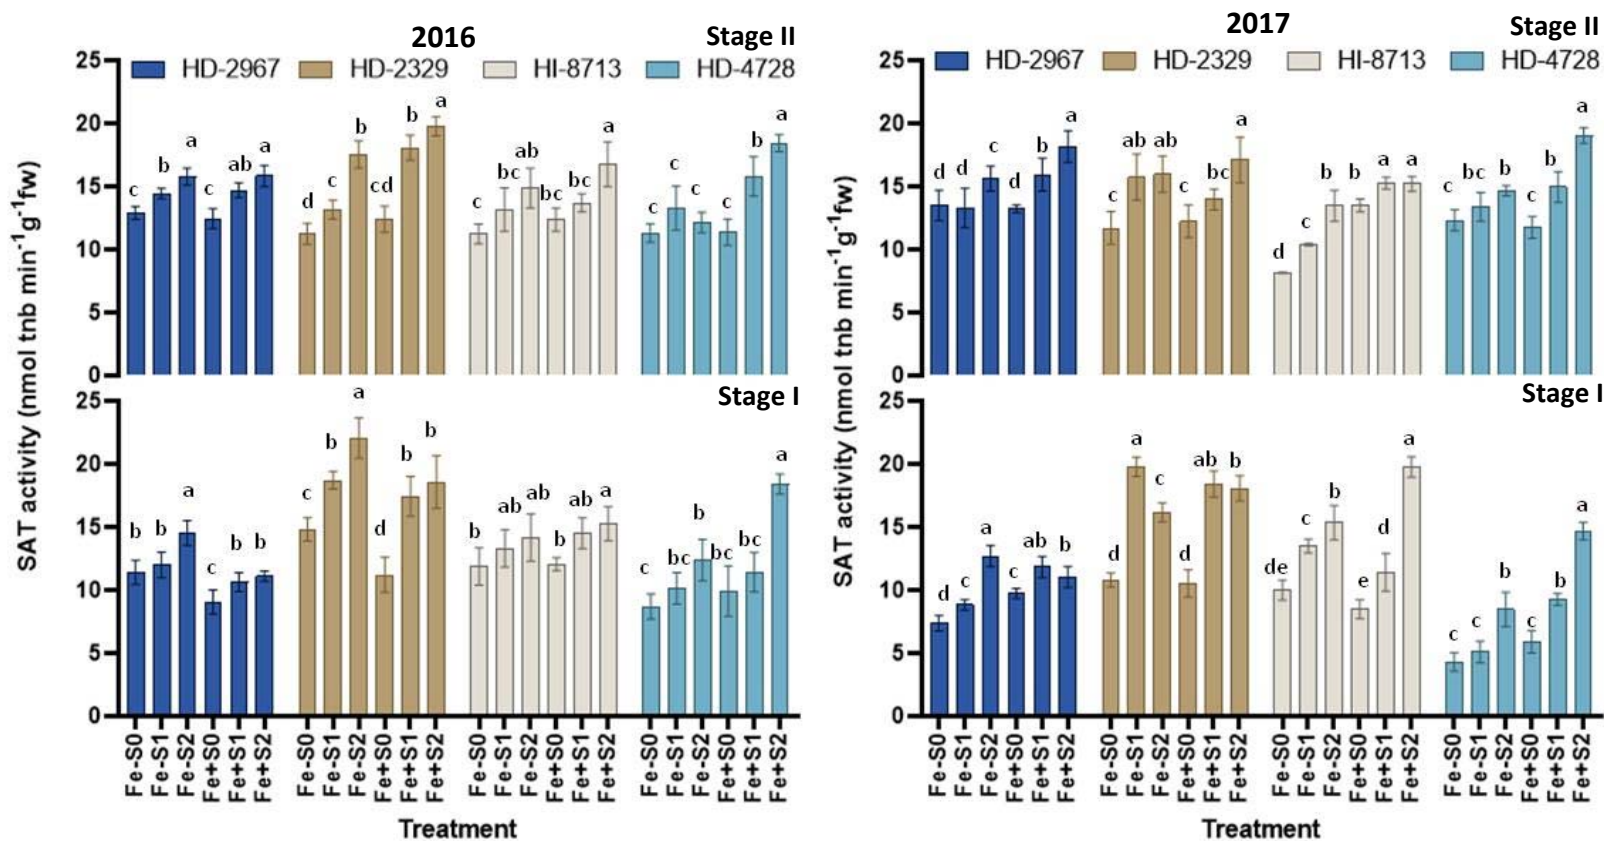 2016
Stage II
HD-2967 HD-2329 HI-8713 HD-4728
25
20
15
10
5
0
c b a c ab a
d c b cd b a
c bc ab bc bc a
c c c c b a
Stage I
25
20
15
10
5
0
b b a c b b
c b a d b b
b ab ab b ab a
c bc b bc bc a
SAT activity (nmol tnb min-1g-1fw)
Fe-S0 Fe-S1 Fe-S2 Fe+S0 Fe+S1 Fe+S2
Fe-S0 Fe-S1 Fe-S2 Fe+S0 Fe+S1 Fe+S2
Fe-S0 Fe-S1 Fe-S2 Fe+S0 Fe+S1 Fe+S2
Fe-S0 Fe-S1 Fe-S2 Fe+S0 Fe+S1 Fe+S2
Treatment
2017
Stage II
HD-2967 HD-2329 HI-8713 HD-4728
25
20
15
10
5
0
d d c d b a
c ab ab c bc a
d c b b a a
c bc b c b a
Stage I
25
20
15
10
5
0
d c a c ab b
d a c d ab b
de c b e d a
c c b c b a
SAT activity (nmol tnb min-1g-1fw)
Fe-S0 Fe-S1 Fe-S2 Fe+S0 Fe+S1 Fe+S2
Fe-S0 Fe-S1 Fe-S2 Fe+S0 Fe+S1 Fe+S2
Fe-S0 Fe-S1 Fe-S2 Fe+S0 Fe+S1 Fe+S2
Fe-S0 Fe-S1 Fe-S2 Fe+S0 Fe+S1 Fe+S2
Treatment